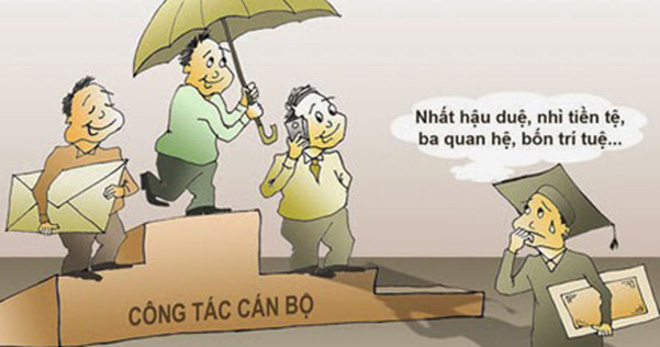 Nhất hậu duệ, nhì tiền tệ,
ba quan hệ, bốn trí tuệ...
CÔNG TÁC CÁN BỘ